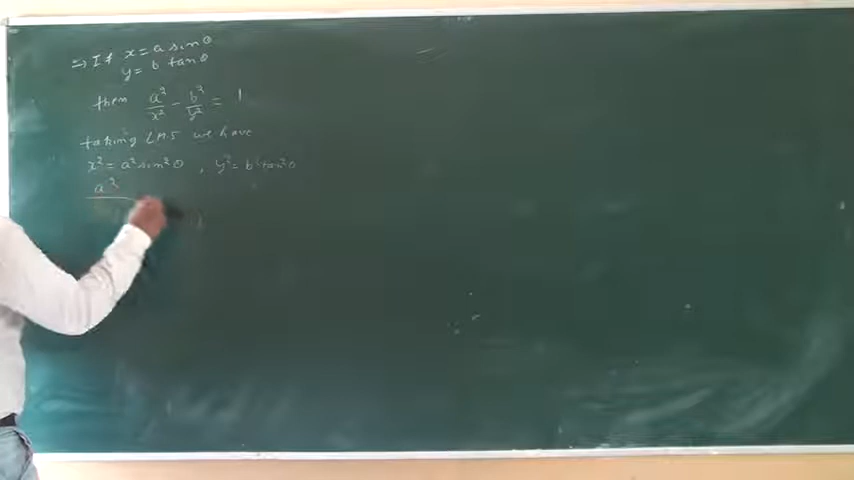 ⇒ If x = a sin θ
y = b tan θ
then a²/x² - b²/y² = 1
taking LHS we have
x² = a² sin² θ , y² = b² tan² θ
a²